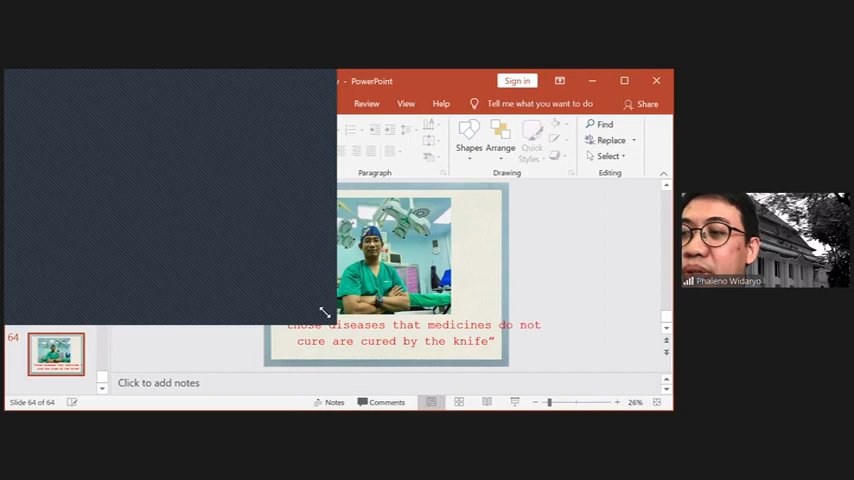 - PowerPoint
Sign in
Review
View
Help
Tell me what you want to do
Share
Paragraph
Shapes
Arrange
Quick
Styles
Drawing
Find
Replace
Select
Editing
those diseases that medicines do not
cure are cured by the knife”
64
Click to add notes
Slide 64 of 64
Notes
Comments
26%
Phaleno Widaryo